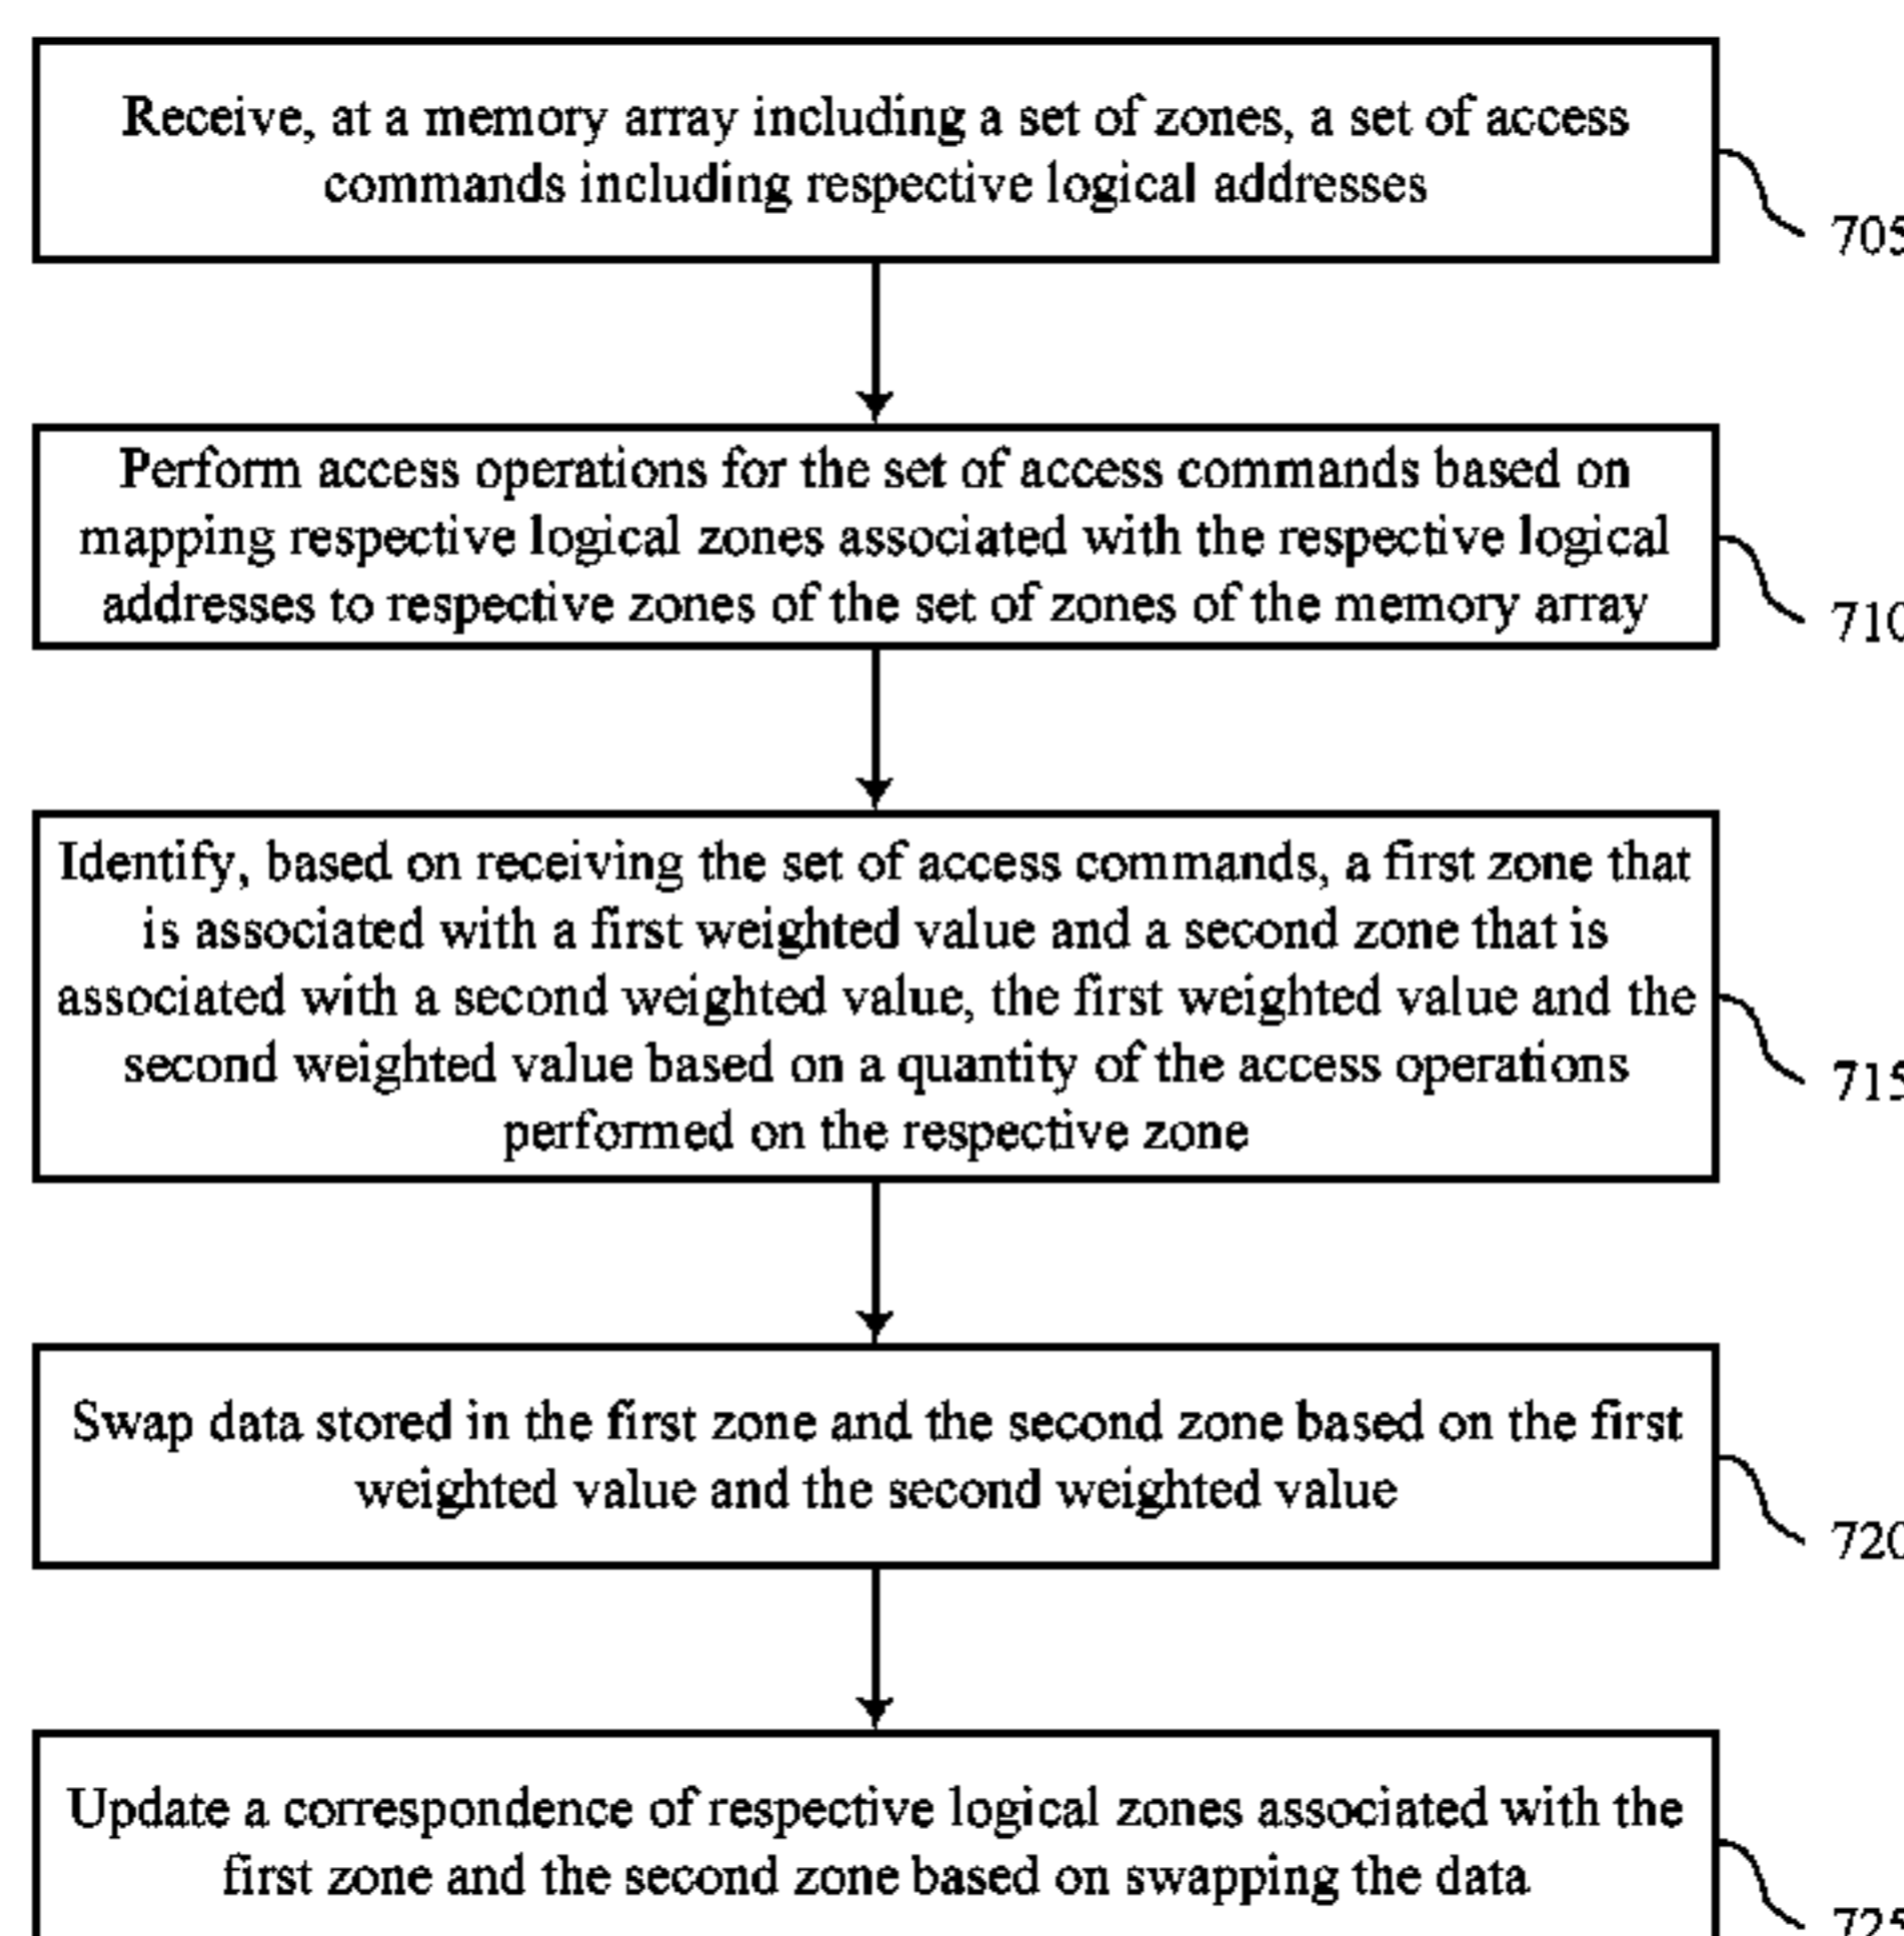 Receive, at a memory array including a set of zones, a set of access
commands including respective logical addresses
705
Perform access operations for the set of access commands based on
mapping respective logical zones associated with the respective logical
addresses to respective zones of the set of zones of the memory array
710
Identify, based on receiving the set of access commands, a first zone that
is associated with a first weighted value and a second zone that is
associated with a second weighted value, the first weighted value and the
second weighted value based on a quantity of the access operations
performed on the respective zone
715
Swap data stored in the first zone and the second zone based on the first
weighted value and the second weighted value
720
Update a correspondence of respective logical zones associated with the
first zone and the second zone based on swapping the data
725